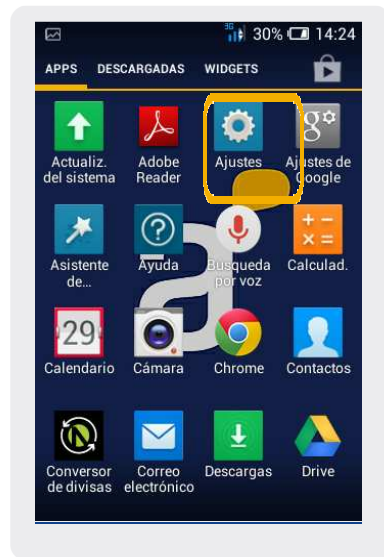 3G 30% 14:24
APPS DESCARGADAS WIDGETS
Actualiz. del sistema
Adobe Reader
Ajustes
Ajustes de Google
Asistente de...
Ayuda
Búsqueda por voz
Calculad.
29
Calendario
Cámara
Chrome
Contactos
Conversor de divisas
Correo electrónico
Descargas
Drive